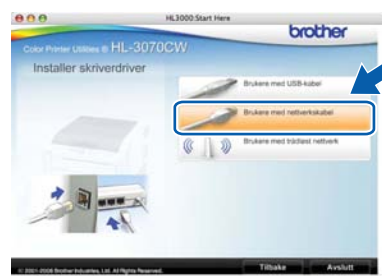 HL3000:Start Here
brother
Color Printer Utilities HL-3070CW
Installer skriverdriver
Brukere med USB-kabel
Brukere med nettverkskabel
Brukere med trådløst nettverk
© 2001-2008 Brother Industries, Ltd. All Rights Reserved.
Tilbake
Avslutt